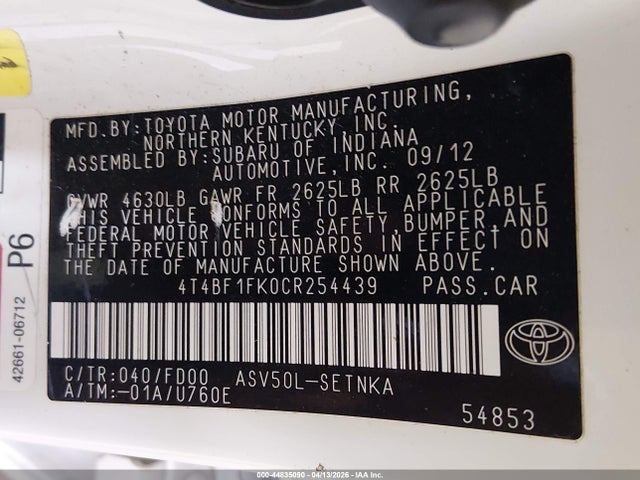 MFD.BY:TOYOTA MOTOR MANUFACTURING,
NORTHERN KENTUCKY,INC.
ASSEMBLED BY:SUBARU OF INDIANA
AUTOMOTIVE,INC. 09/12
GVWR 4630LB GAWR FR 2625LB RR 2625LB
THIS VEHICLE CONFORMS TO ALL APPLICABLE
FEDERAL MOTOR VEHICLE SAFETY,BUMPER,AND
THEFT PREVENTION STANDARDS IN EFFECT ON
THE DATE OF MANUFACTURE SHOWN ABOVE.
4T4BF1FK0CR254439 PASS.CAR
C/TR:040/FD00 ASV50L-SETNKA
A/TM:-01A/U760E
54853
P6
42661-06712
000-44835090 - 04/13/2026 - IAA Inc.